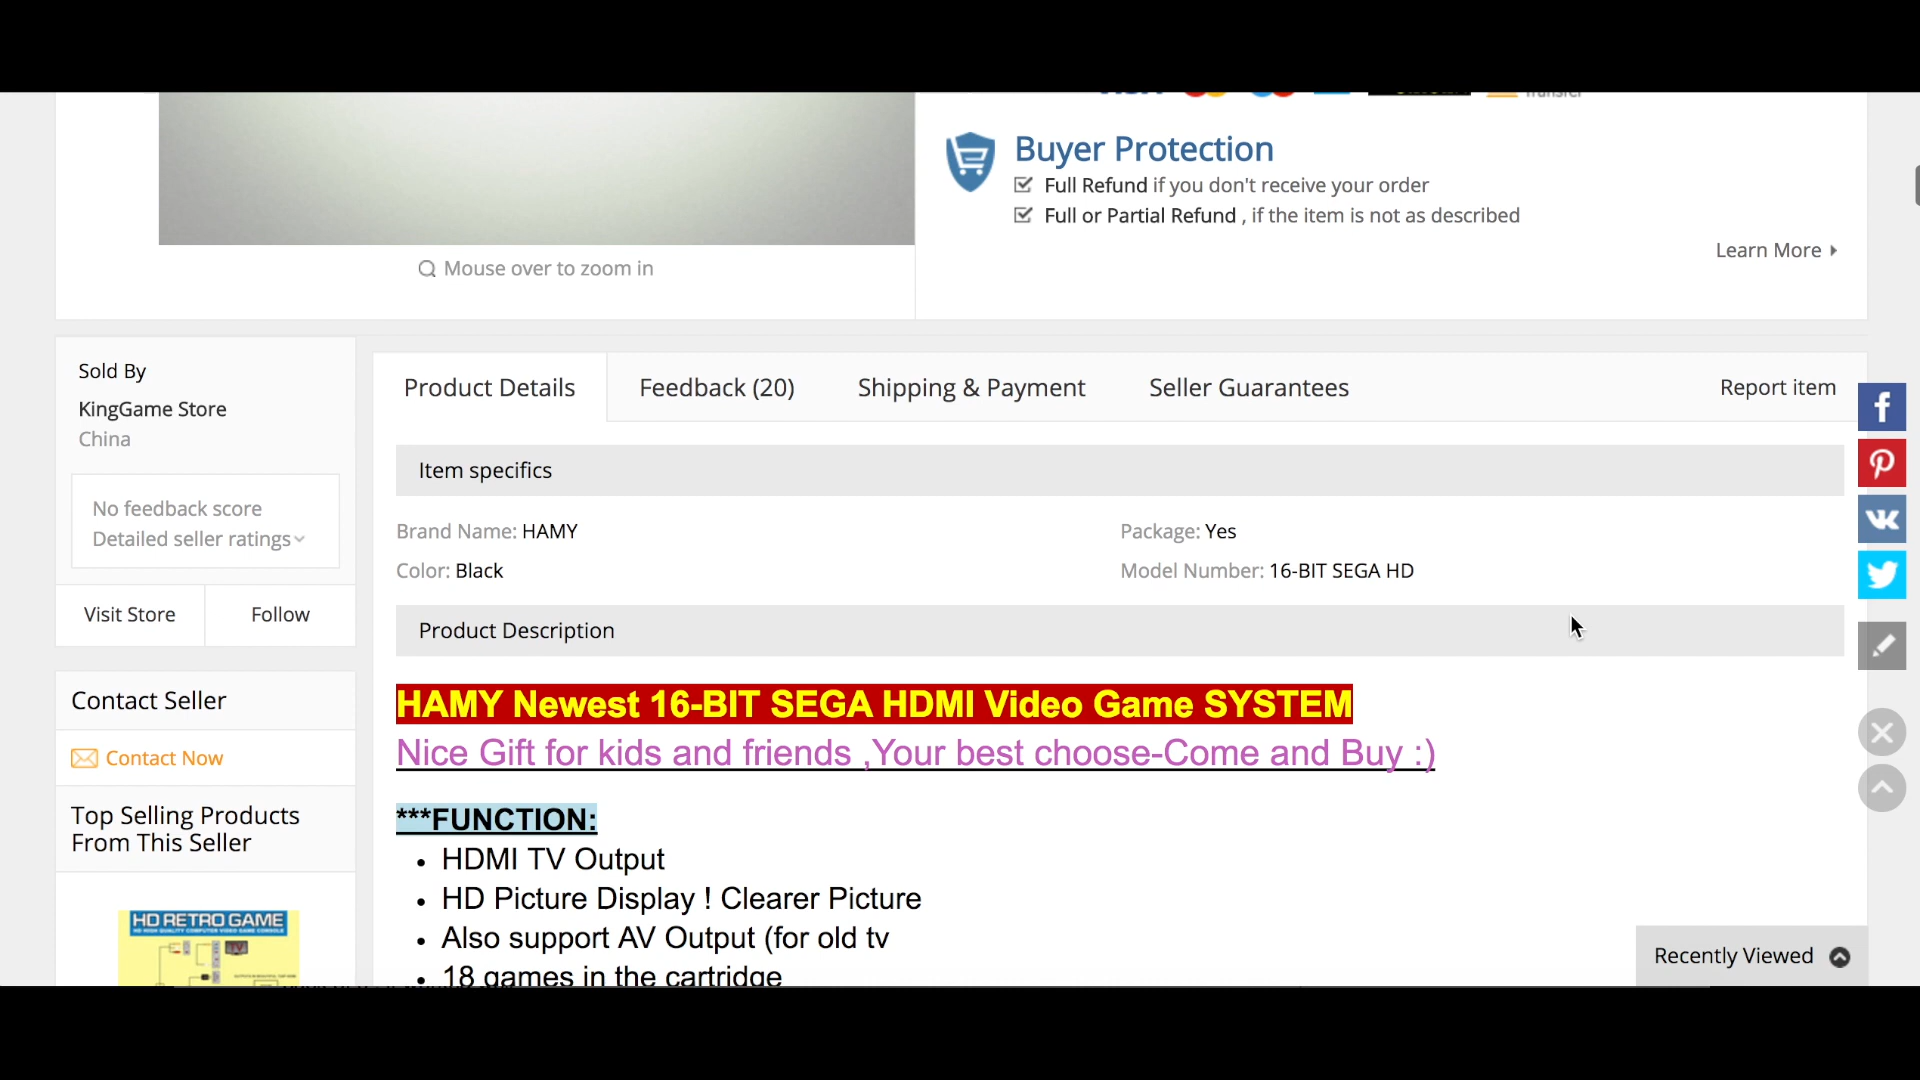 Buyer Protection
Full Refund if you don't receive your order
Full or Partial Refund , if the item is not as described
Learn More
Mouse over to zoom in
Sold By
KingGame Store
China
No feedback score
Detailed seller ratings
Visit Store
Follow
Contact Seller
Contact Now
Top Selling Products
From This Seller
HD RETRO GAME
Product Details
Feedback (20)
Shipping & Payment
Seller Guarantees
Report item
Item specifics
Brand Name: HAMY
Package: Yes
Color: Black
Model Number: 16-BIT SEGA HD
Product Description
HAMY Newest 16-BIT SEGA HDMI Video Game SYSTEM
Nice Gift for kids and friends ,Your best choose-Come and Buy :)
***FUNCTION:
HDMI TV Output
HD Picture Display ! Clearer Picture
Also support AV Output (for old tv
18 games in the cartridge
Recently Viewed